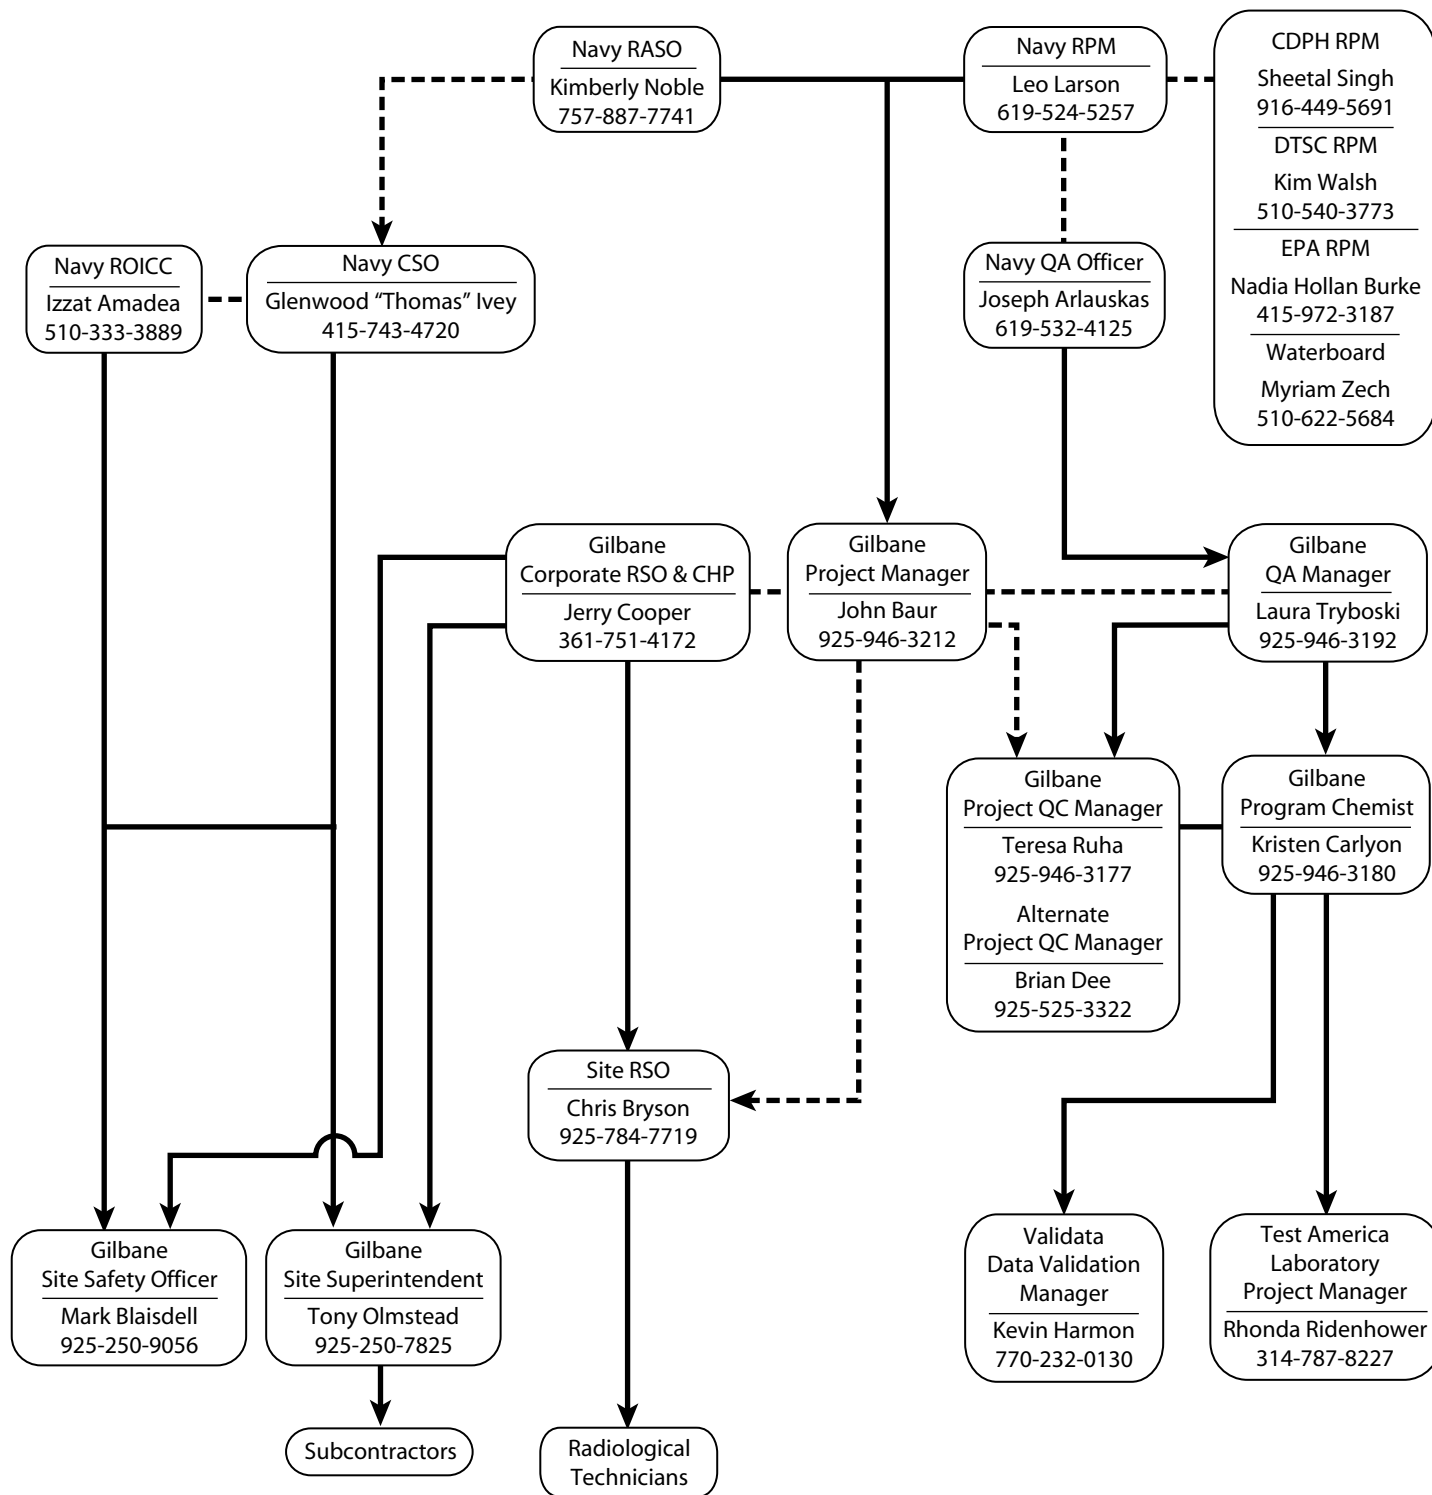 Navy RASO
Kimberly Noble
757-887-7741
Navy RPM
Leo Larson
619-524-5257
CDPH RPM
Sheetal Singh
916-449-5691
DTSC RPM
Kim Walsh
510-540-3773
EPA RPM
Nadia Hollan Burke
415-972-3187
Waterboard
Myriam Zech
510-622-5684
Navy ROICC
Izzat Amadea
510-333-3889
Navy CSO
Glenwood “Thomas” Ivey
415-743-4720
Navy QA Officer
Joseph Arlauskas
619-532-4125
Gilbane
Corporate RSO & CHP
Jerry Cooper
361-751-4172
Gilbane
Project Manager
John Baur
925-946-3212
Gilbane
QA Manager
Laura Tryboski
925-946-3192
Gilbane
Project QC Manager
Teresa Ruha
925-946-3177
Alternate
Project QC Manager
Brian Dee
925-525-3322
Gilbane
Program Chemist
Kristen Carlyon
925-946-3180
Site RSO
Chris Bryson
925-784-7719
Gilbane
Site Safety Officer
Mark Blaisdell
925-250-9056
Gilbane
Site Superintendent
Tony Olmstead
925-250-7825
Validata
Data Validation
Manager
Kevin Harmon
770-232-0130
Test America
Laboratory
Project Manager
Rhonda Ridenhower
314-787-8227
Subcontractors
Radiological
Technicians